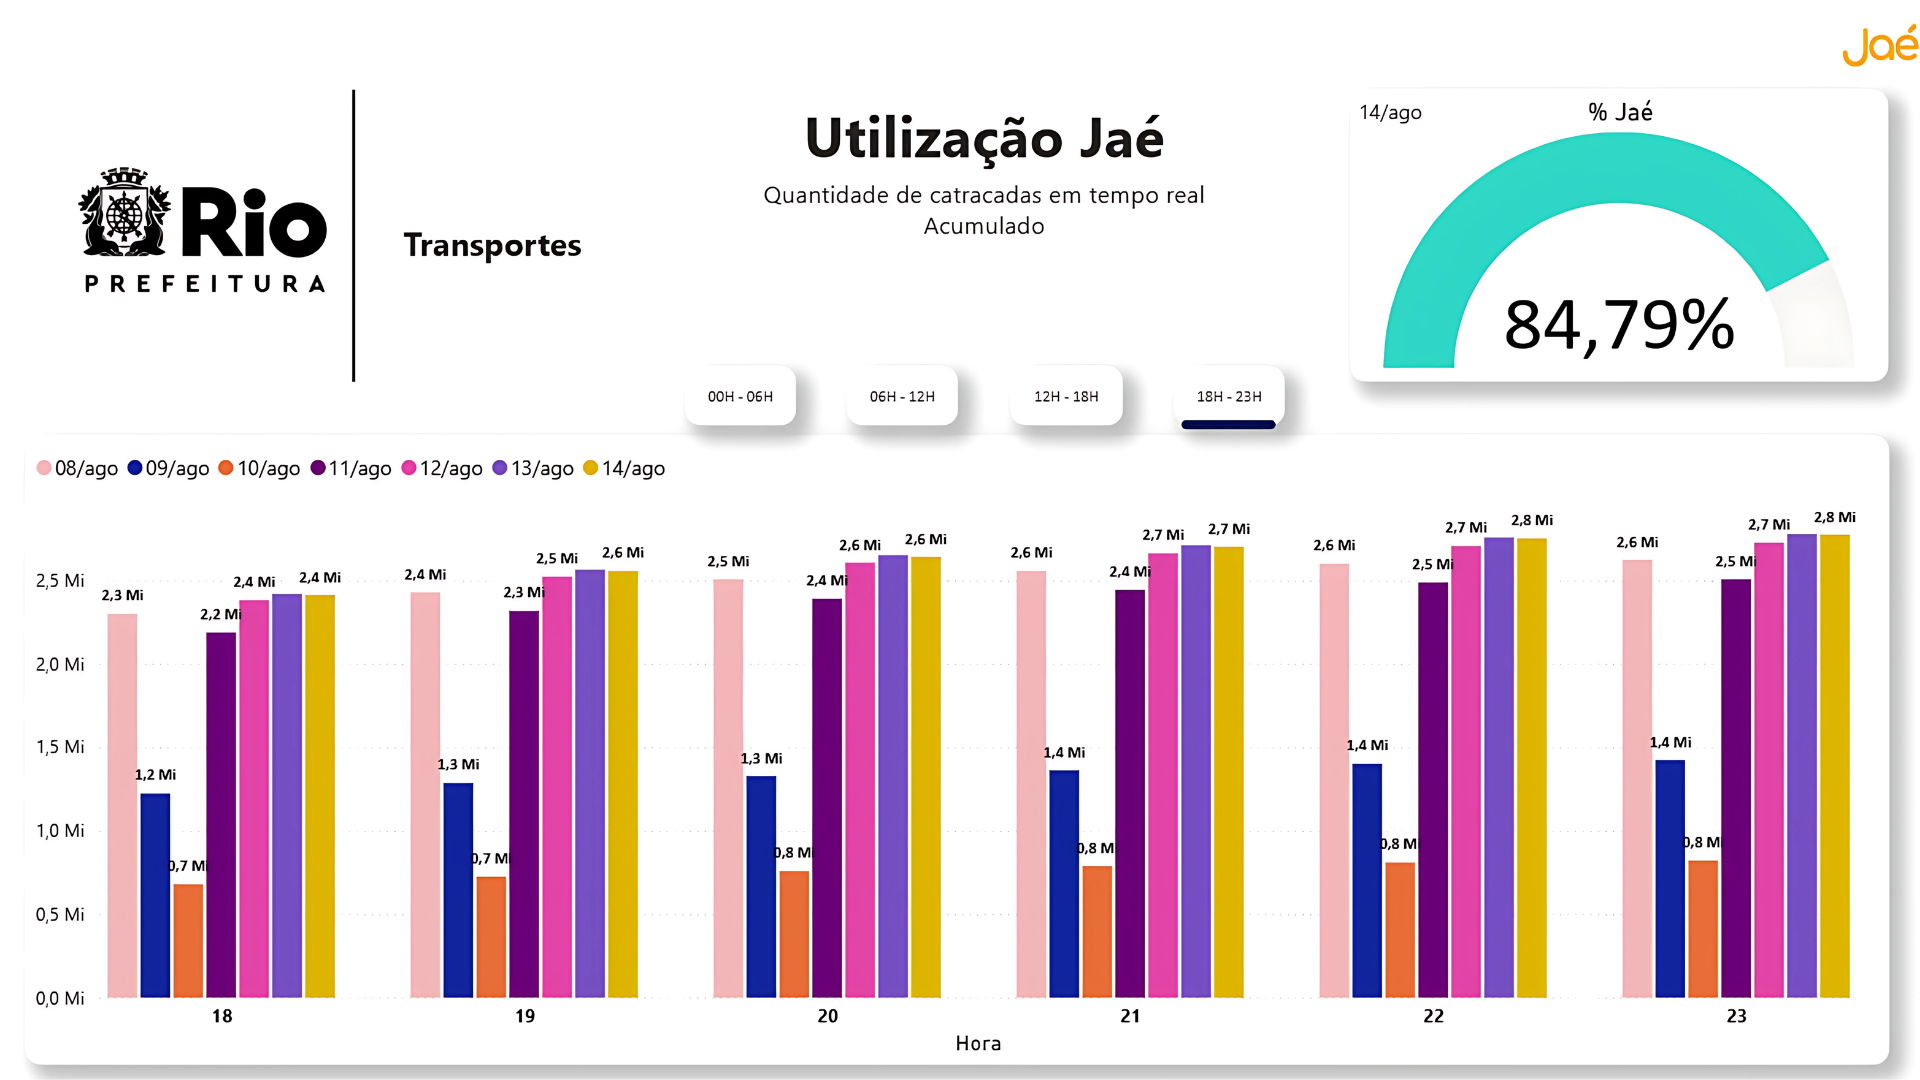 Jaé
Rio
PREFEITURA
Transportes
Utilização Jaé
Quantidade de catracadas em tempo real
Acumulado
14/ago
% Jaé
84,79%
00H - 06H
06H - 12H
12H - 18H
18H - 23H
08/ago 09/ago 10/ago 11/ago 12/ago 13/ago 14/ago
2,5 Mi
2,0 Mi
1,5 Mi
1,0 Mi
0,5 Mi
0,0 Mi
2,3 Mi 1,2 Mi 0,7 Mi 2,2 Mi 2,4 Mi 2,4 Mi
2,4 Mi 1,3 Mi 0,7 Mi 2,3 Mi 2,5 Mi 2,6 Mi
2,5 Mi 1,3 Mi 0,8 Mi 2,4 Mi 2,6 Mi 2,6 Mi
2,6 Mi 1,4 Mi 0,8 Mi 2,4 Mi 2,7 Mi 2,7 Mi
2,6 Mi 1,4 Mi 0,8 Mi 2,5 Mi 2,7 Mi 2,8 Mi
2,6 Mi 1,4 Mi 0,8 Mi 2,5 Mi 2,7 Mi 2,8 Mi
18 19 20 21 22 23
Hora